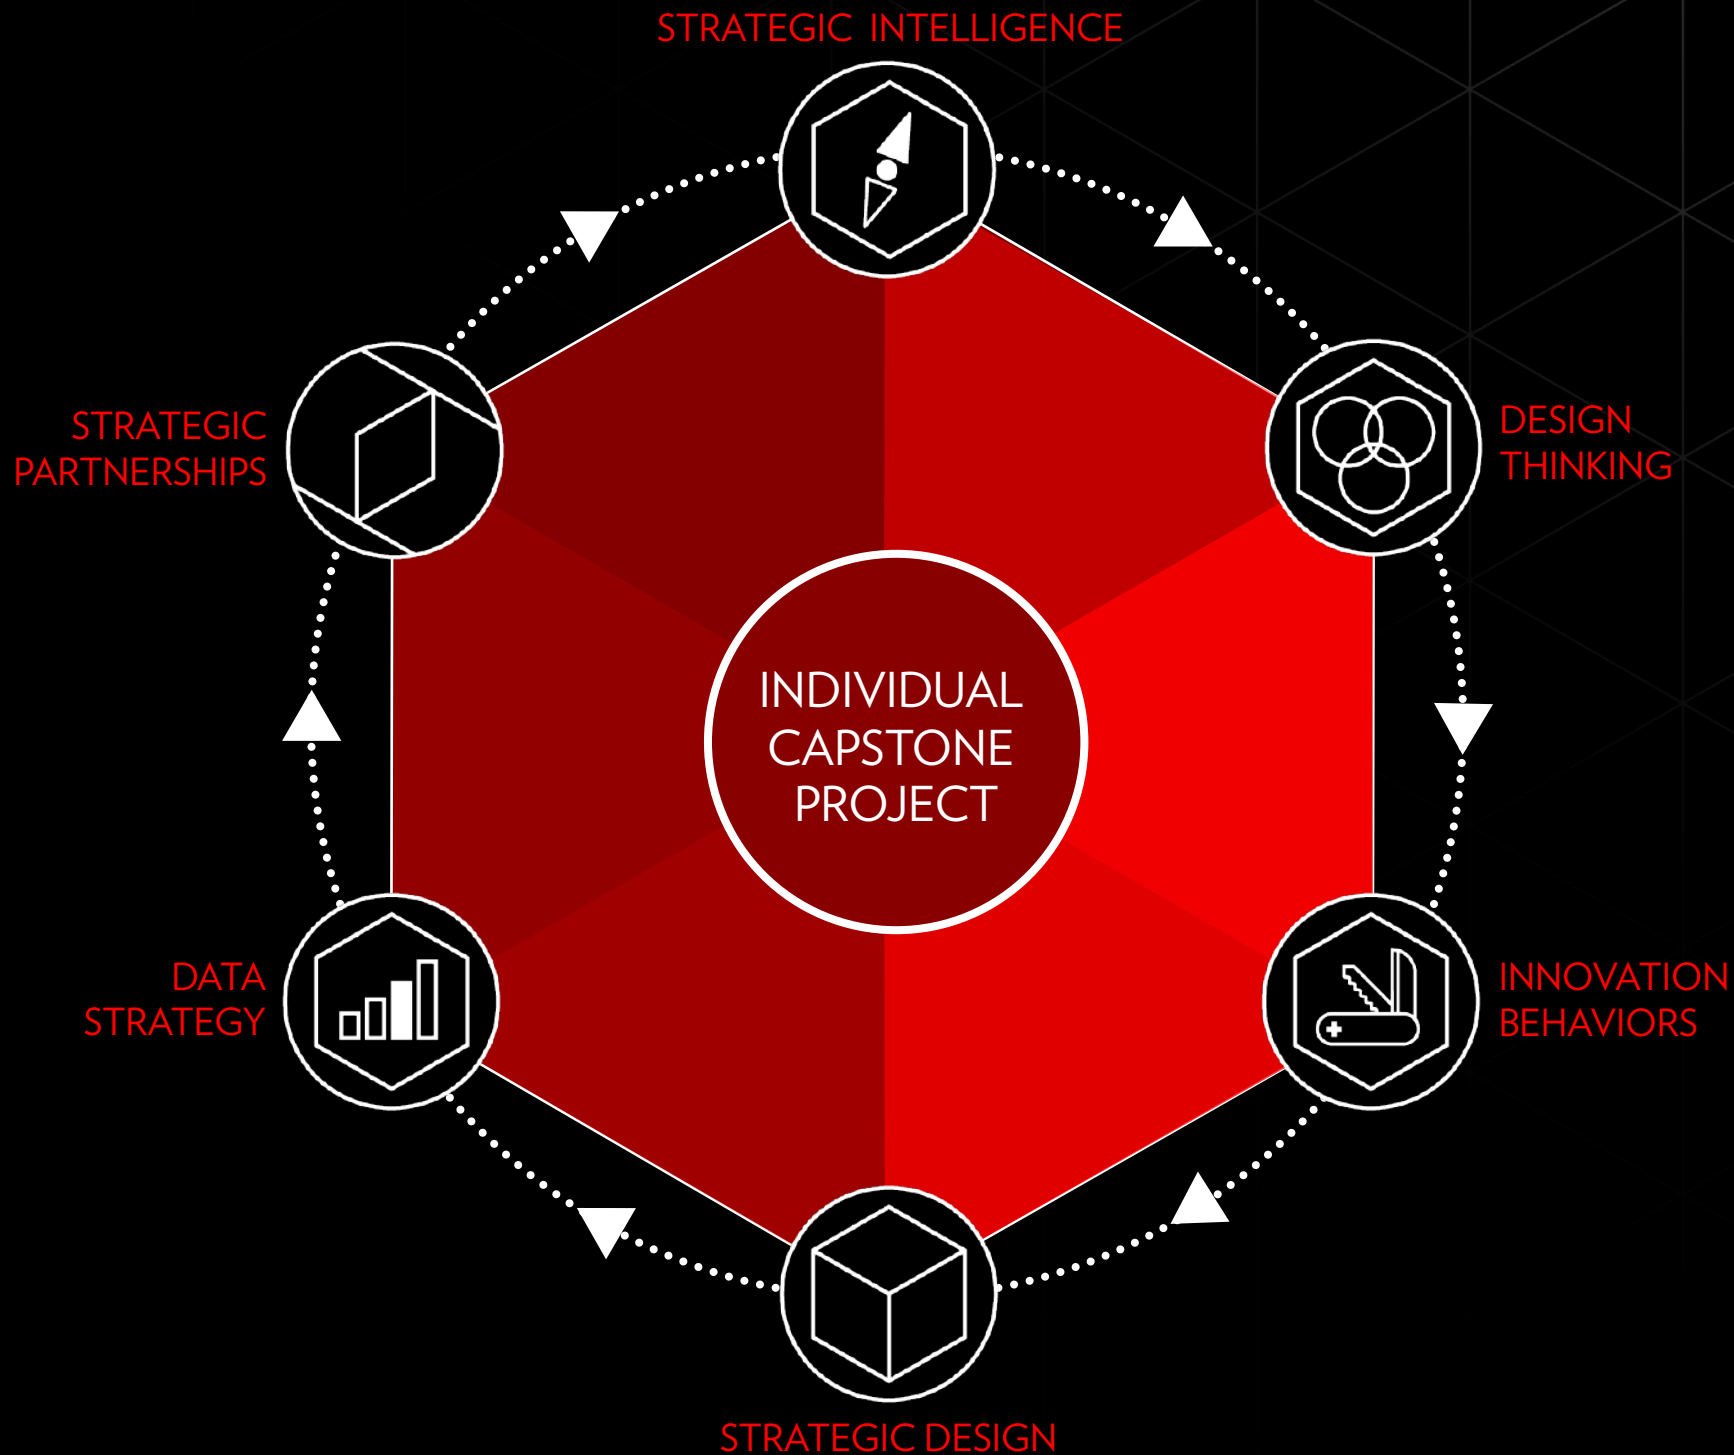 STRATEGIC INTELLIGENCE
DESIGN
THINKING
INNOVATION
BEHAVIORS
STRATEGIC DESIGN
DATA
STRATEGY
STRATEGIC
PARTNERSHIPS
INDIVIDUAL
CAPSTONE
PROJECT